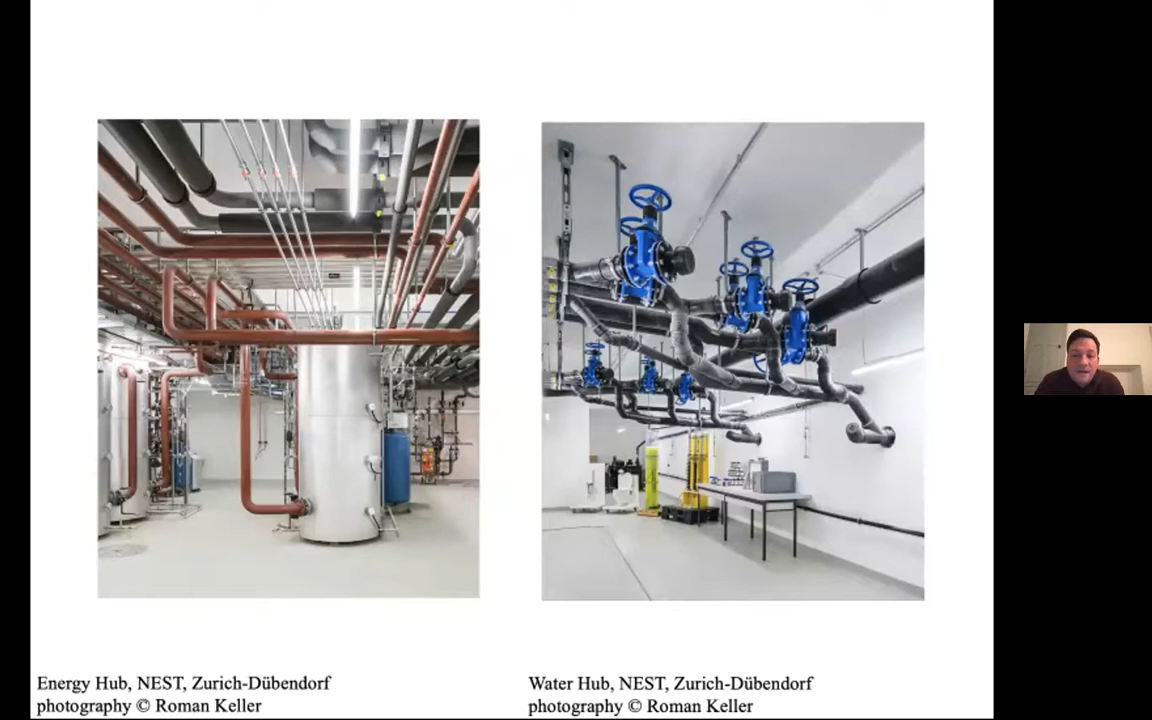 Energy Hub, NEST, Zurich-Dübendorf
photography © Roman Keller
Water Hub, NEST, Zurich-Dübendorf
photography © Roman Keller